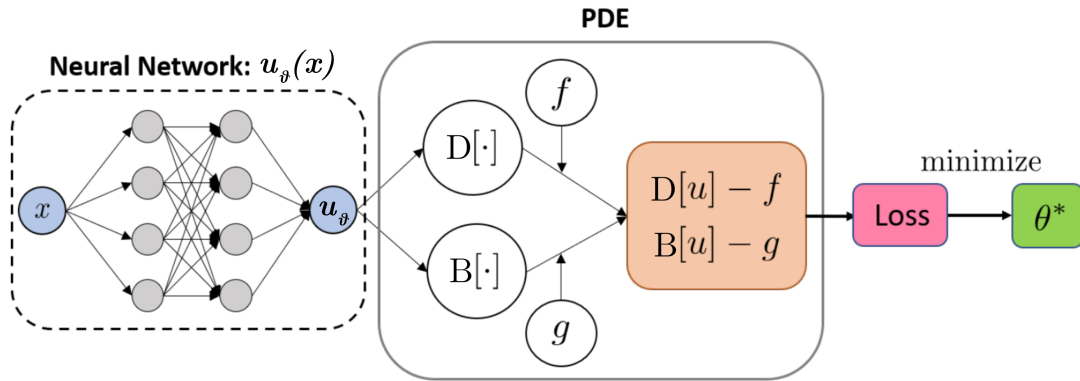 PDE
Neural Network: u_ϑ(x)
x
u_ϑ
D[·]
B[·]
f
g
D[u] − f
B[u] − g
Loss
minimize
θ*